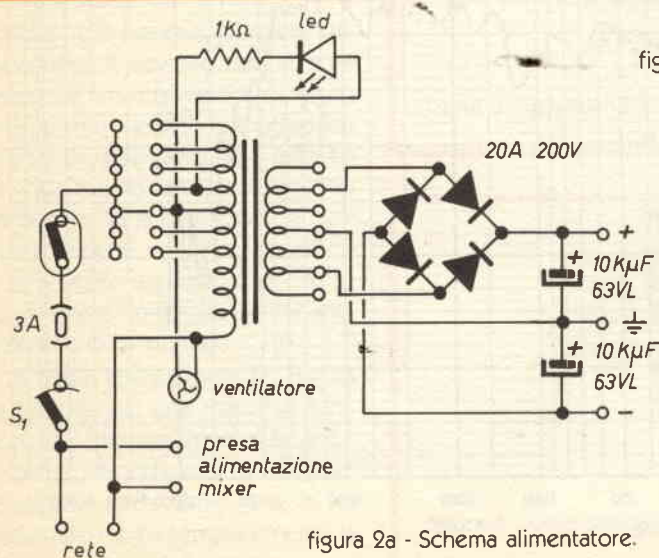 1KΩ
led
fig
20A 200V
+
+ 10KµF
63VL
3A
+ 10KµF
63VL
ventilatore
-
S1
presa
alimentazione
mixer
rete
figura 2a - Schema alimentatore.